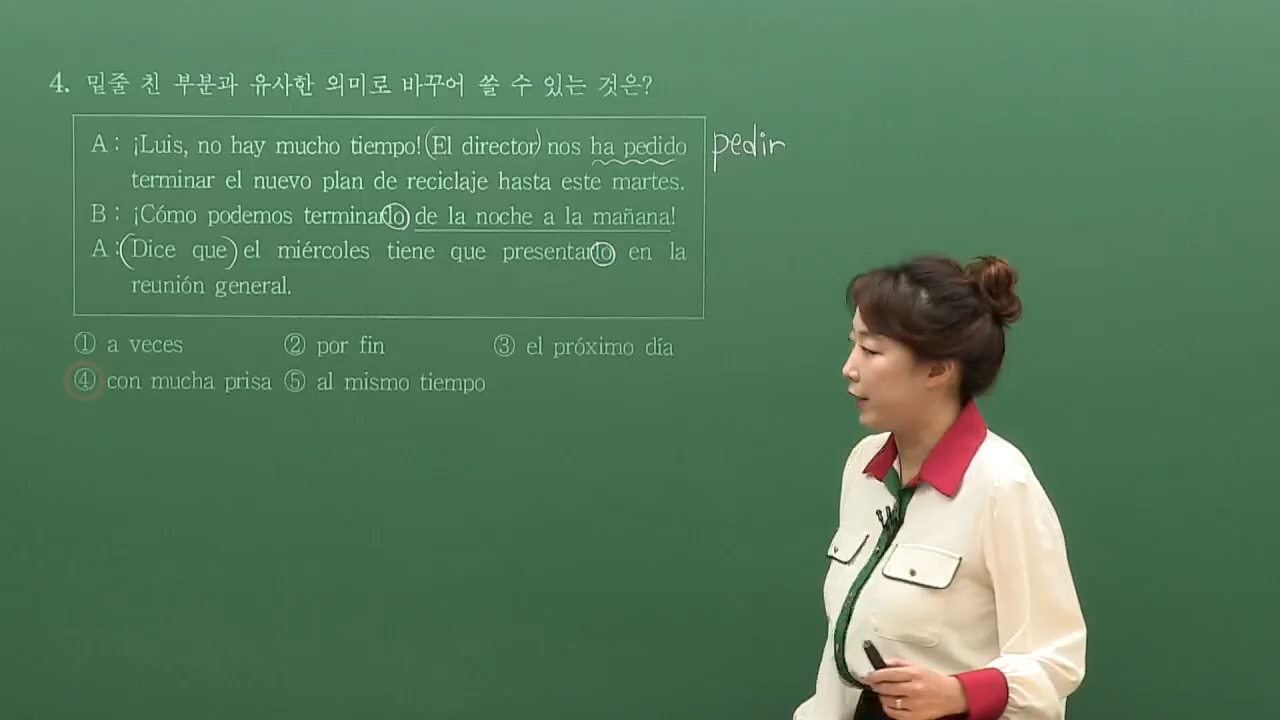 4. 밑줄 친 부분과 유사한 의미로 바꾸어 쓸 수 있는 것은?
A: ¡Luis, no hay mucho tiempo! (El director) nos ha pedido pedir
terminar el nuevo plan de reciclaje hasta este martes.
B: ¡Cómo podemos terminarlo de la noche a la mañana!
A: (Dice que) el miércoles tiene que presentarlo en la
reunión general.
① a veces ② por fin ③ el próximo día
④ con mucha prisa ⑤ al mismo tiempo